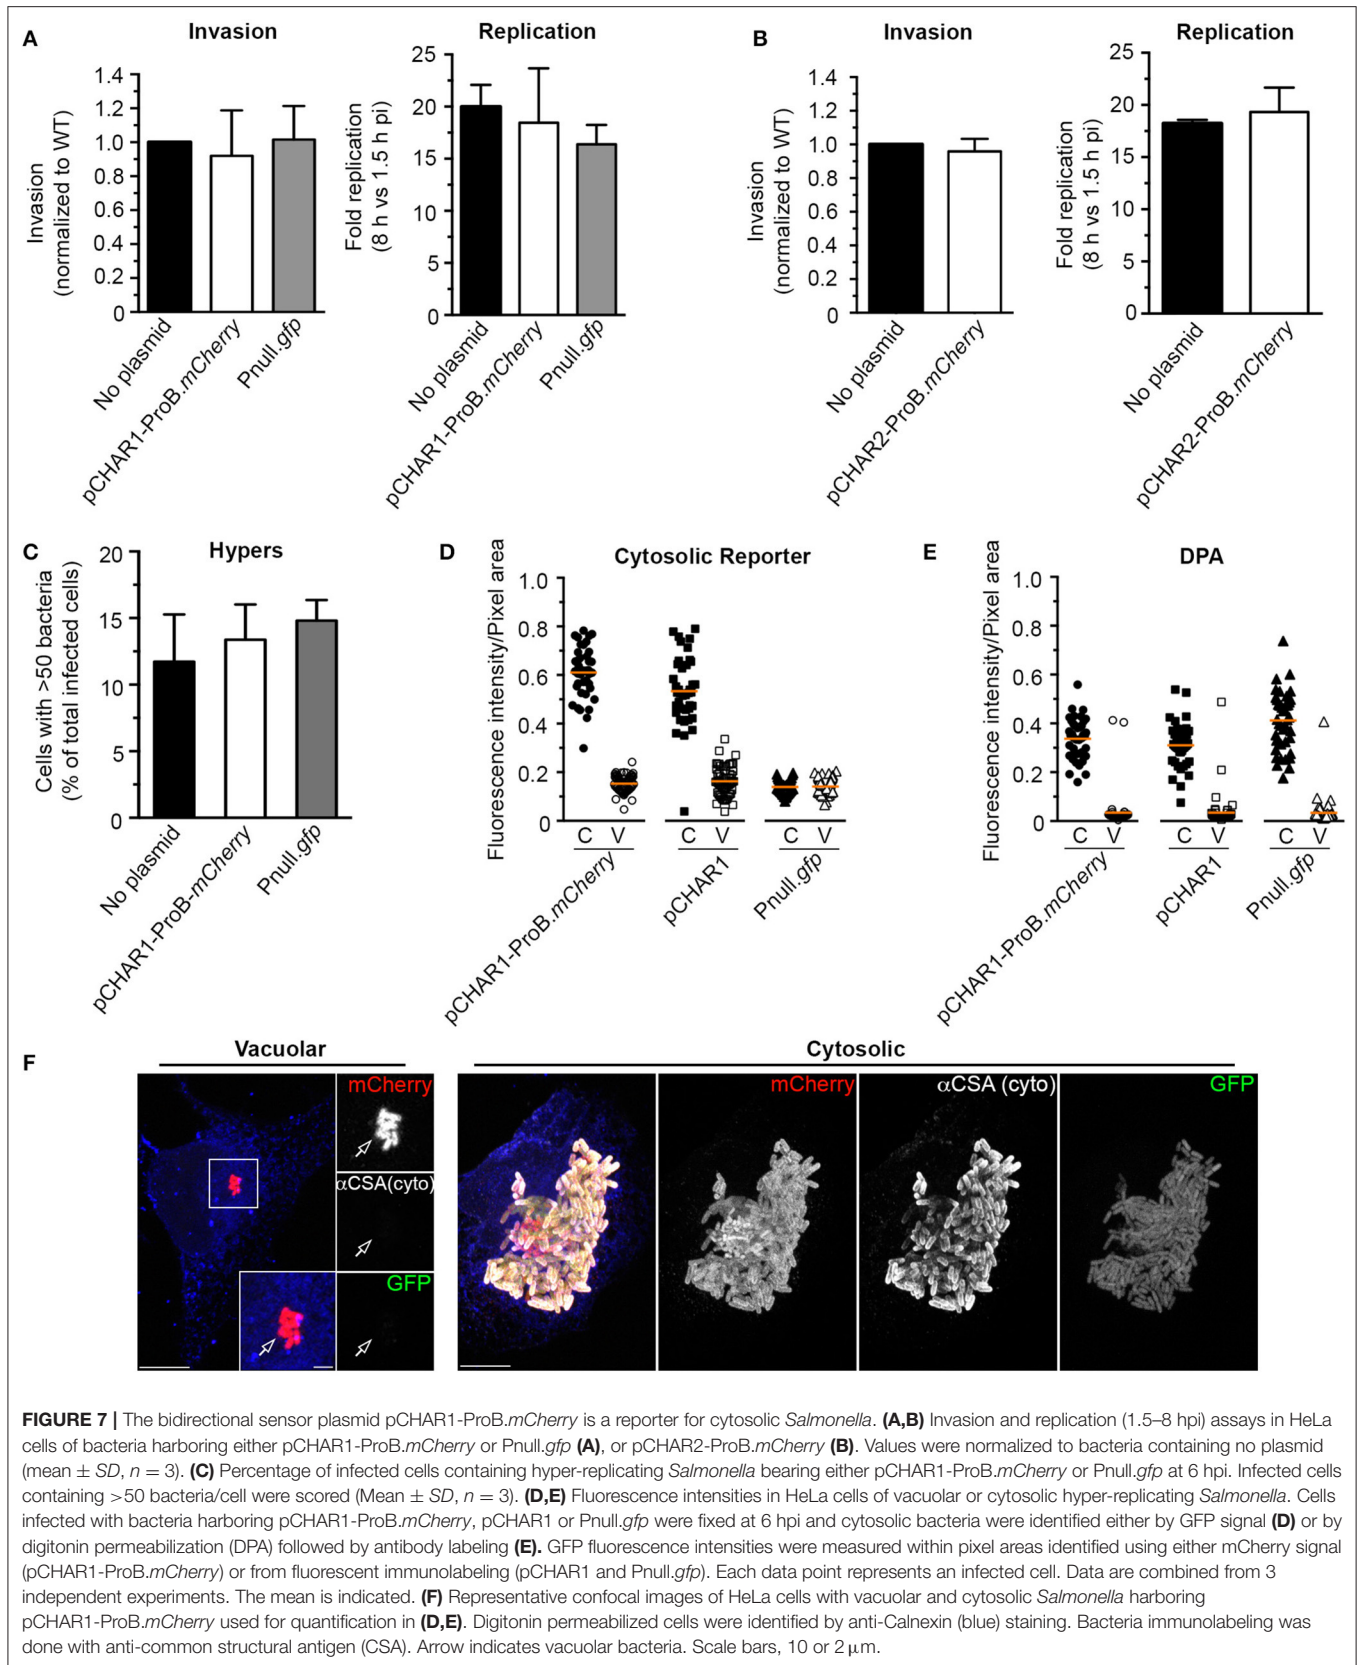 A
Invasion
Invasion
(normalized to WT)
1.4
1.2
1.0
0.8
0.6
0.4
0.2
0
No plasmid
pCHAR1-ProB.mCherry
Pnull.gfp
Replication
Fold replication
(8 h vs 1.5 h pi)
25
20
15
10
5
0
No plasmid
pCHAR1-ProB.mCherry
Pnull.gfp
B
Invasion
Invasion
(normalized to WT)
1.4
1.2
1.0
0.8
0.6
0.4
0.2
0
No plasmid
pCHAR2-ProB.mCherry
Replication
Fold replication
(8 h vs 1.5 h pi)
25
20
15
10
5
0
No plasmid
pCHAR2-ProB.mCherry
C
Hypers
Cells with >50 bacteria
(% of total infected cells)
20
15
10
5
0
No plasmid
pCHAR1-ProB-mCherry
Pnull.gfp
D
Cytosolic Reporter
Fluorescence intensity/Pixel area
1.0
0.8
0.6
0.4
0.2
0
C V C V C V
pCHAR1-ProB.mCherry
pCHAR1
Pnull.gfp
E
DPA
Fluorescence intensity/Pixel area
1.0
0.8
0.6
0.4
0.2
0
C V C V C V
pCHAR1-ProB.mCherry
pCHAR1
Pnull.gfp
F
Vacuolar
mCherry
αCSA(cyto)
GFP
Cytosolic
mCherry
αCSA (cyto)
GFP
FIGURE 7 | The bidirectional sensor plasmid pCHAR1-ProB.mCherry is a reporter for cytosolic Salmonella. (A,B) Invasion and replication (1.5–8 hpi) assays in HeLa
cells of bacteria harboring either pCHAR1-ProB.mCherry or Pnull.gfp (A), or pCHAR2-ProB.mCherry (B). Values were normalized to bacteria containing no plasmid
(mean ± SD, n = 3). (C) Percentage of infected cells containing hyper-replicating Salmonella bearing either pCHAR1-ProB.mCherry or Pnull.gfp at 6 hpi. Infected cells
containing >50 bacteria/cell were scored (Mean ± SD, n = 3). (D,E) Fluorescence intensities in HeLa cells of vacuolar or cytosolic hyper-replicating Salmonella. Cells
infected with bacteria harboring pCHAR1-ProB.mCherry, pCHAR1 or Pnull.gfp were fixed at 6 hpi and cytosolic bacteria were identified either by GFP signal (D) or by
digitonin permeabilization (DPA) followed by antibody labeling (E). GFP fluorescence intensities were measured within pixel areas identified using either mCherry signal
(pCHAR1-ProB.mCherry) or from fluorescent immunolabeling (pCHAR1 and Pnull.gfp). Each data point represents an infected cell. Data are combined from 3
independent experiments. The mean is indicated. (F) Representative confocal images of HeLa cells with vacuolar and cytosolic Salmonella harboring
pCHAR1-ProB.mCherry used for quantification in (D,E). Digitonin permeabilized cells were identified by anti-Calnexin (blue) staining. Bacteria immunolabeling was
done with anti-common structural antigen (CSA). Arrow indicates vacuolar bacteria. Scale bars, 10 or 2 μm.